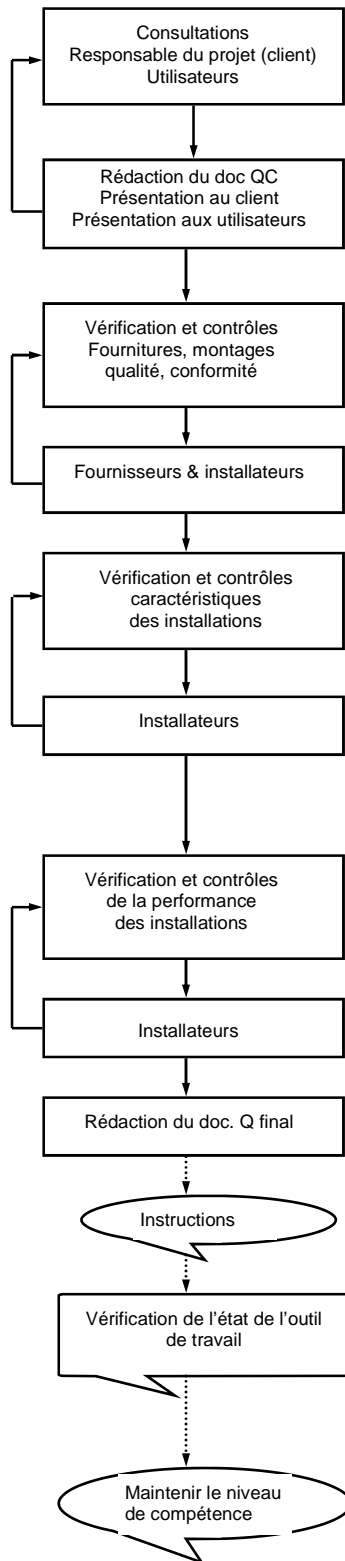 Consultations
Responsable du projet (client)
Utilisateurs
Rédaction du doc QC
Présentation au client
Présentation aux utilisateurs
Vérification et contrôles
Fournitures, montages
qualité, conformité
Fournisseurs & installateurs
Vérification et contrôles
caractéristiques
des installations
Installateurs
Vérification et contrôles
de la performance
des installations
Installateurs
Rédaction du doc. Q final
Instructions
Vérification de l'état de l'outil
de travail
Maintenir le niveau
de compétence